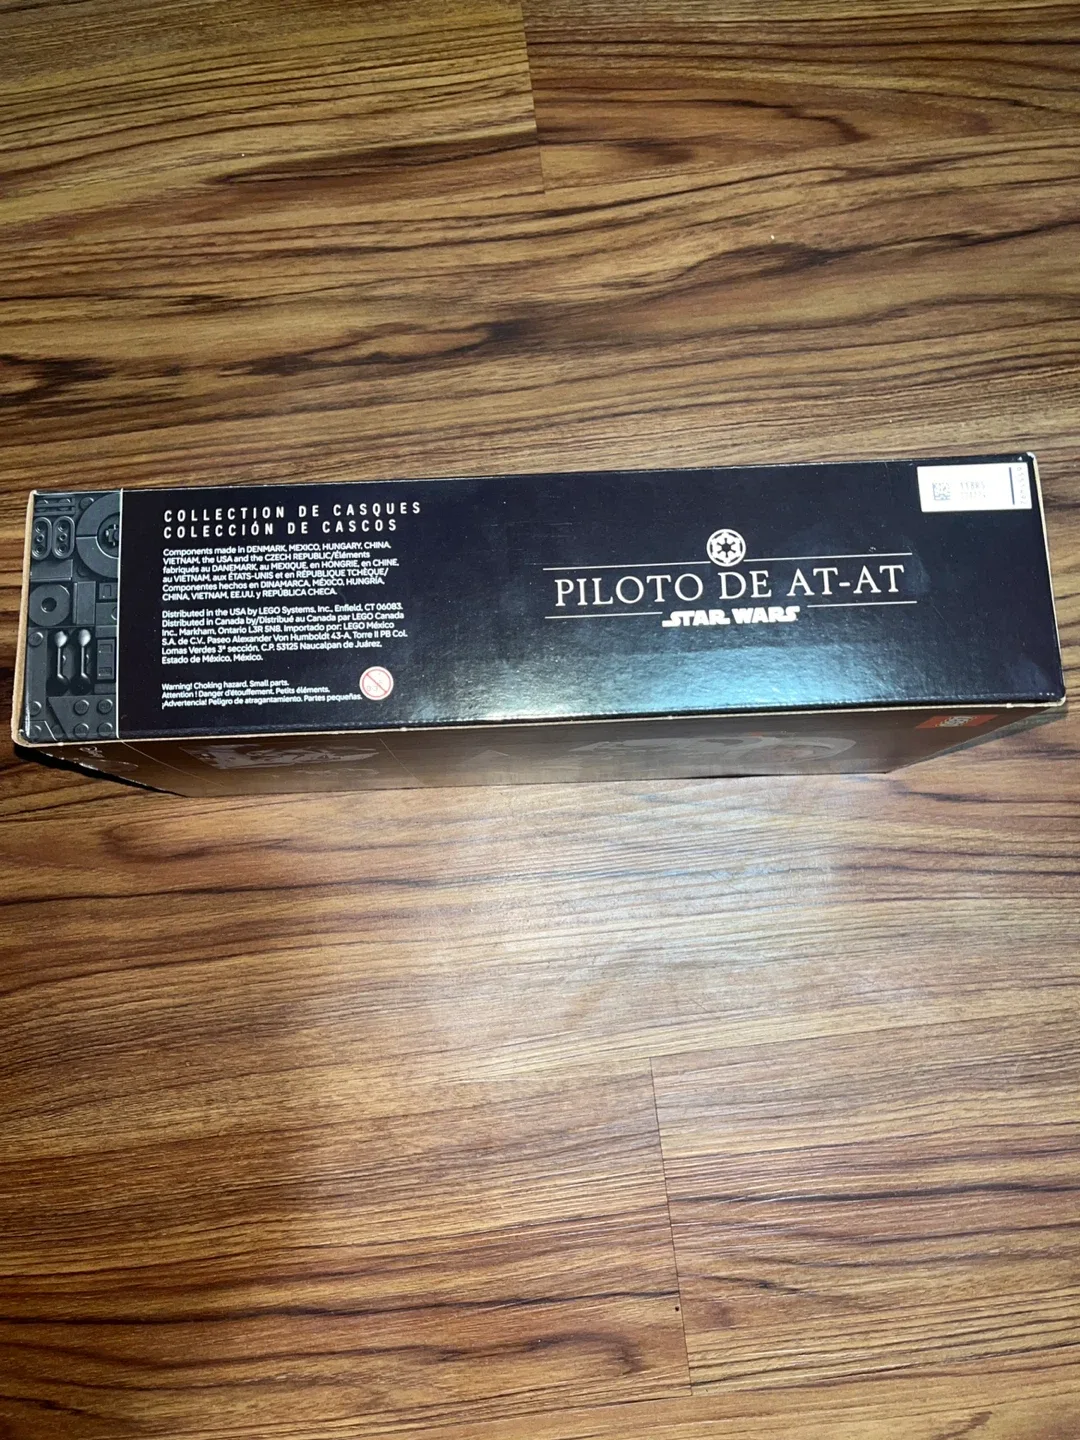 COLLECTION DE CASQUES
COLECCIÓN DE CASCOS
Components made in DENMARK, MEXICO, HUNGARY, CHINA,
VIETNAM, the USA and the CZECH REPUBLIC/Éléments
fabriqués au DANEMARK, au MEXIQUE, en HONGRIE, en CHINE,
au VIETNAM, aux ÉTATS-UNIS et en RÉPUBLIQUE TCHÈQUE/
Componentes hechos en DINAMARCA, MÉXICO, HUNGRÍA,
CHINA, VIETNAM, EE.UU. y REPÚBLICA CHECA.
Distributed in the USA by LEGO Systems, Inc., Enfield, CT 06083.
Distributed in Canada by/Distribué au Canada par LEGO Canada
Inc., Markham, Ontario L3R 5N8. Importado por: LEGO México
S.A. de C.V., Paseo Alexander Von Humboldt 43-A, Torre II PB Col.
Lomas Verdes 3ª sección, C.P. 53125 Naucalpan de Juárez,
Estado de México, México.
Warning! Choking hazard. Small parts.
Attention ! Danger d'étouffement. Petits éléments.
¡Advertencia! Peligro de atragantamiento. Partes pequeñas.
PILOTO DE AT-AT
STAR WARS
LEGO